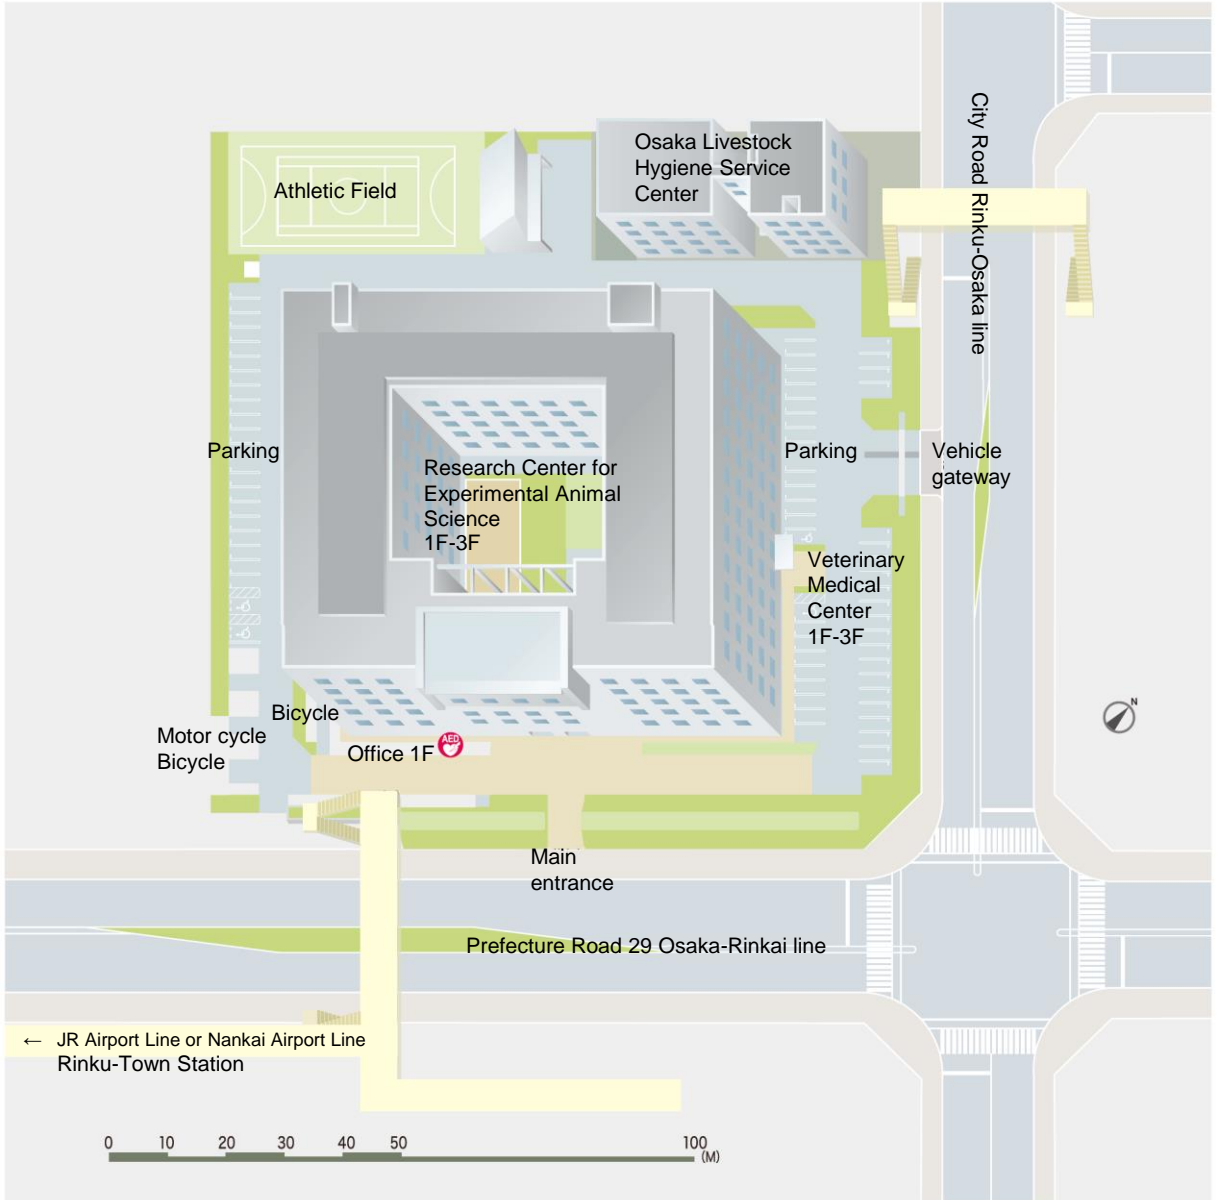 City Road Rinku-Osaka line
Osaka Livestock
Hygiene Service
Center
Athletic Field
Parking
Research Center for
Experimental Animal
Science
1F-3F
Parking
Vehicle
gateway
Veterinary
Medical
Center
1F-3F
N
Bicycle
Motor cycle
Bicycle
Office 1F
AED
Main
entrance
Prefecture Road 29 Osaka-Rinkai line
← JR Airport Line or Nankai Airport Line
Rinku-Town Station
0 10 20 30 40 50 100
(M)